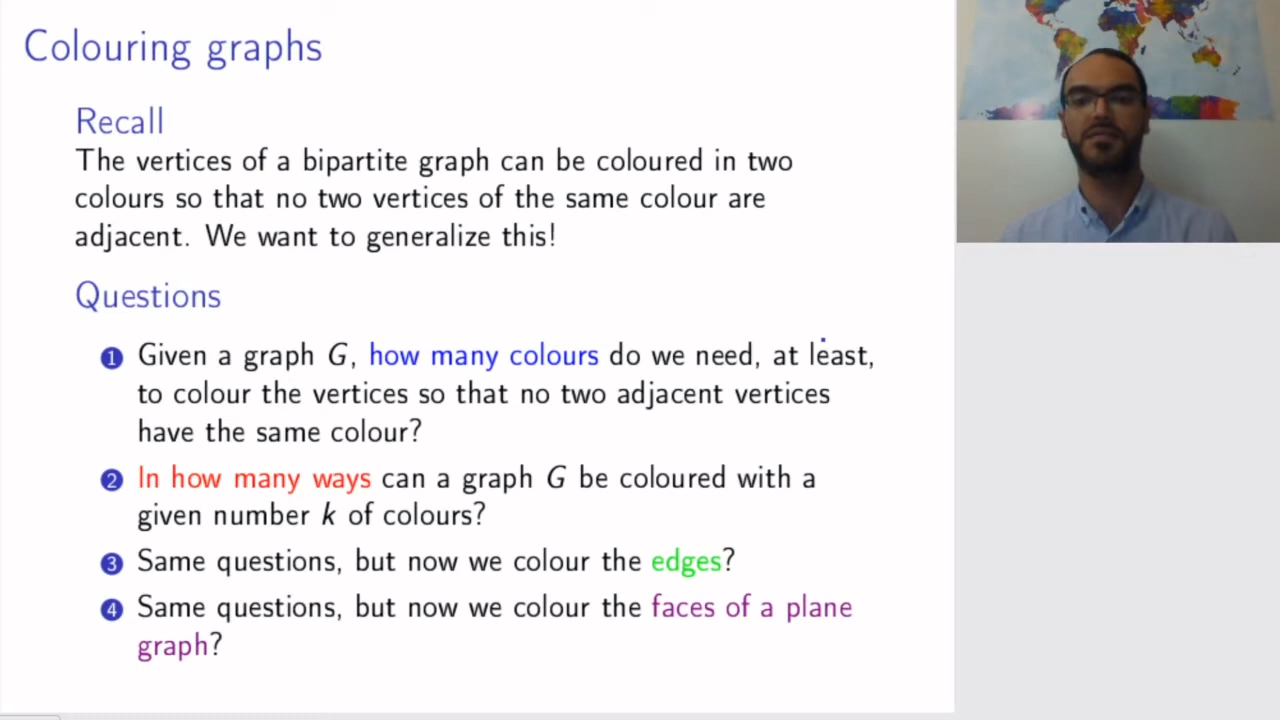 Colouring graphs
Recall
The vertices of a bipartite graph can be coloured in two
colours so that no two vertices of the same colour are
adjacent. We want to generalize this!
Questions
1 Given a graph G, how many colours do we need, at least,
to colour the vertices so that no two adjacent vertices
have the same colour?
2 In how many ways can a graph G be coloured with a
given number k of colours?
3 Same questions, but now we colour the edges?
4 Same questions, but now we colour the faces of a plane
graph?